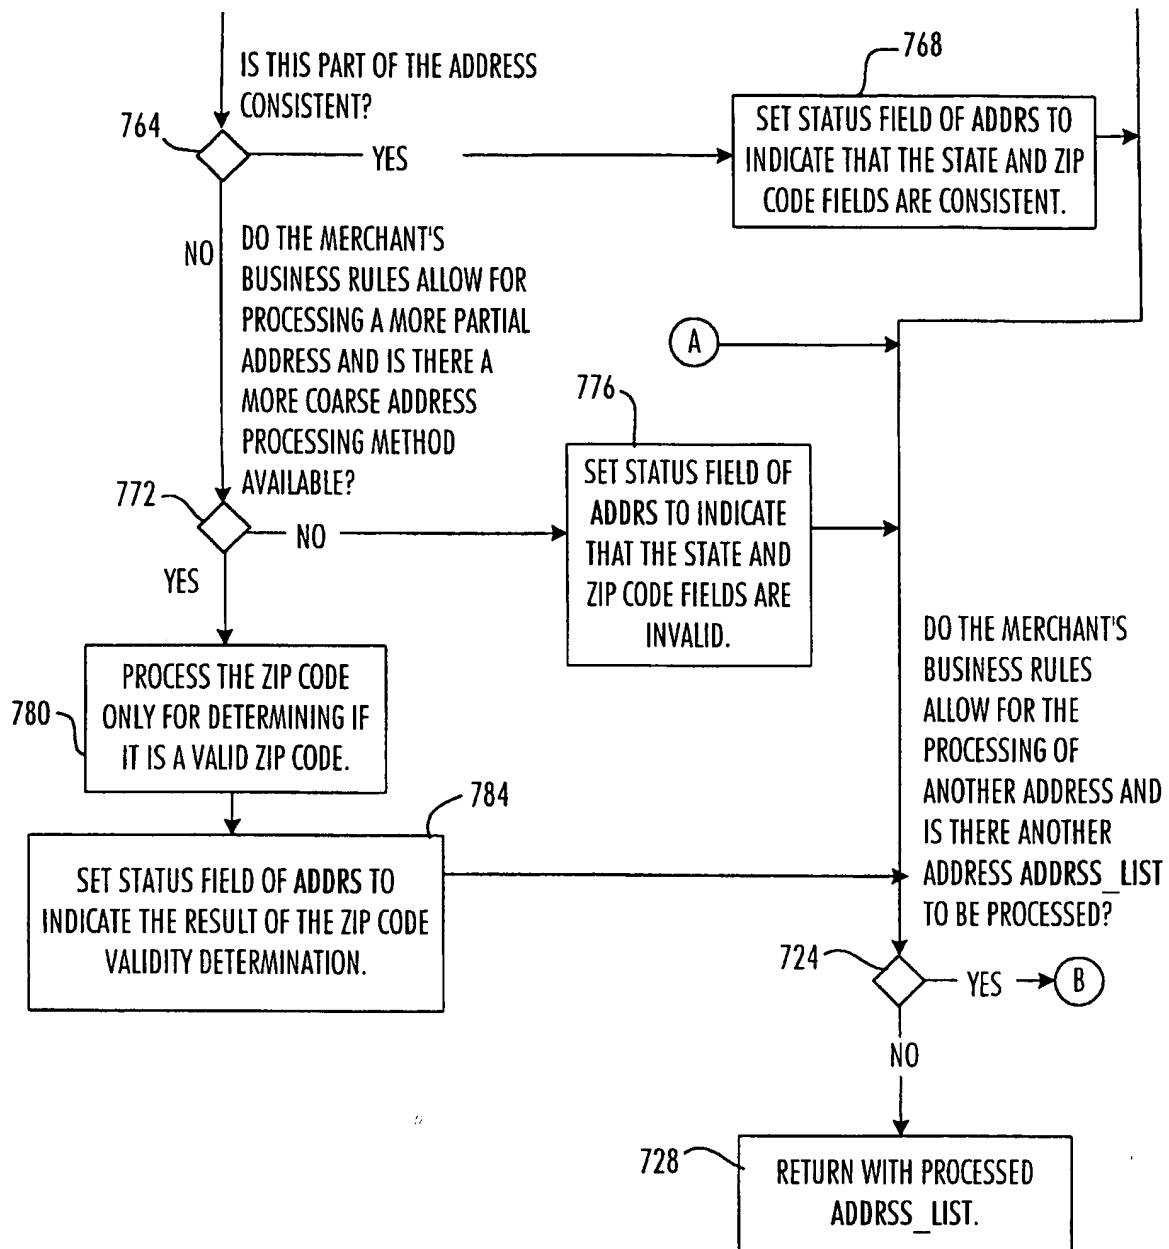 IS THIS PART OF THE ADDRESS
CONSISTENT?
764
YES
768
SET STATUS FIELD OF ADDRS TO
INDICATE THAT THE STATE AND ZIP
CODE FIELDS ARE CONSISTENT.
NO
DO THE MERCHANT'S
BUSINESS RULES ALLOW FOR
PROCESSING A MORE PARTIAL
ADDRESS AND IS THERE A
MORE COARSE ADDRESS
PROCESSING METHOD
AVAILABLE?
A
772
NO
776
SET STATUS FIELD OF
ADDRS TO INDICATE
THAT THE STATE AND
ZIP CODE FIELDS ARE
INVALID.
YES
780
PROCESS THE ZIP CODE
ONLY FOR DETERMINING IF
IT IS A VALID ZIP CODE.
784
SET STATUS FIELD OF ADDRS TO
INDICATE THE RESULT OF THE ZIP CODE
VALIDITY DETERMINATION.
DO THE MERCHANT'S
BUSINESS RULES
ALLOW FOR THE
PROCESSING OF
ANOTHER ADDRESS AND
IS THERE ANOTHER
ADDRESS ADDRSS_LIST
TO BE PROCESSED?
724
YES
B
NO
728
RETURN WITH PROCESSED
ADDRSS_LIST.